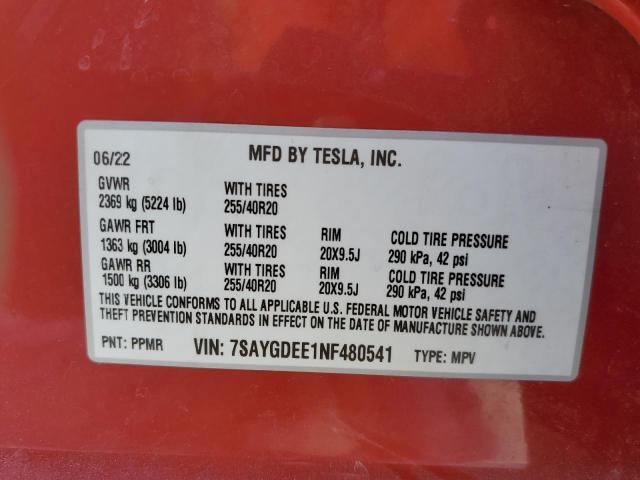 06/22 MFD BY TESLA, INC.
GVWR WITH TIRES
2369 kg (5224 lb) 255/40R20
GAWR FRT WITH TIRES RIM COLD TIRE PRESSURE
1363 kg (3004 lb) 255/40R20 20X9.5J 290 kPa, 42 psi
GAWR RR WITH TIRES RIM COLD TIRE PRESSURE
1500 kg (3306 lb) 255/40R20 20X9.5J 290 kPa, 42 psi
THIS VEHICLE CONFORMS TO ALL APPLICABLE U.S. FEDERAL MOTOR VEHICLE SAFETY AND
THEFT PREVENTION STANDARDS IN EFFECT ON THE DATE OF MANUFACTURE SHOWN ABOVE.
PNT: PPMR VIN: 7SAYGDEE1NF480541 TYPE: MPV